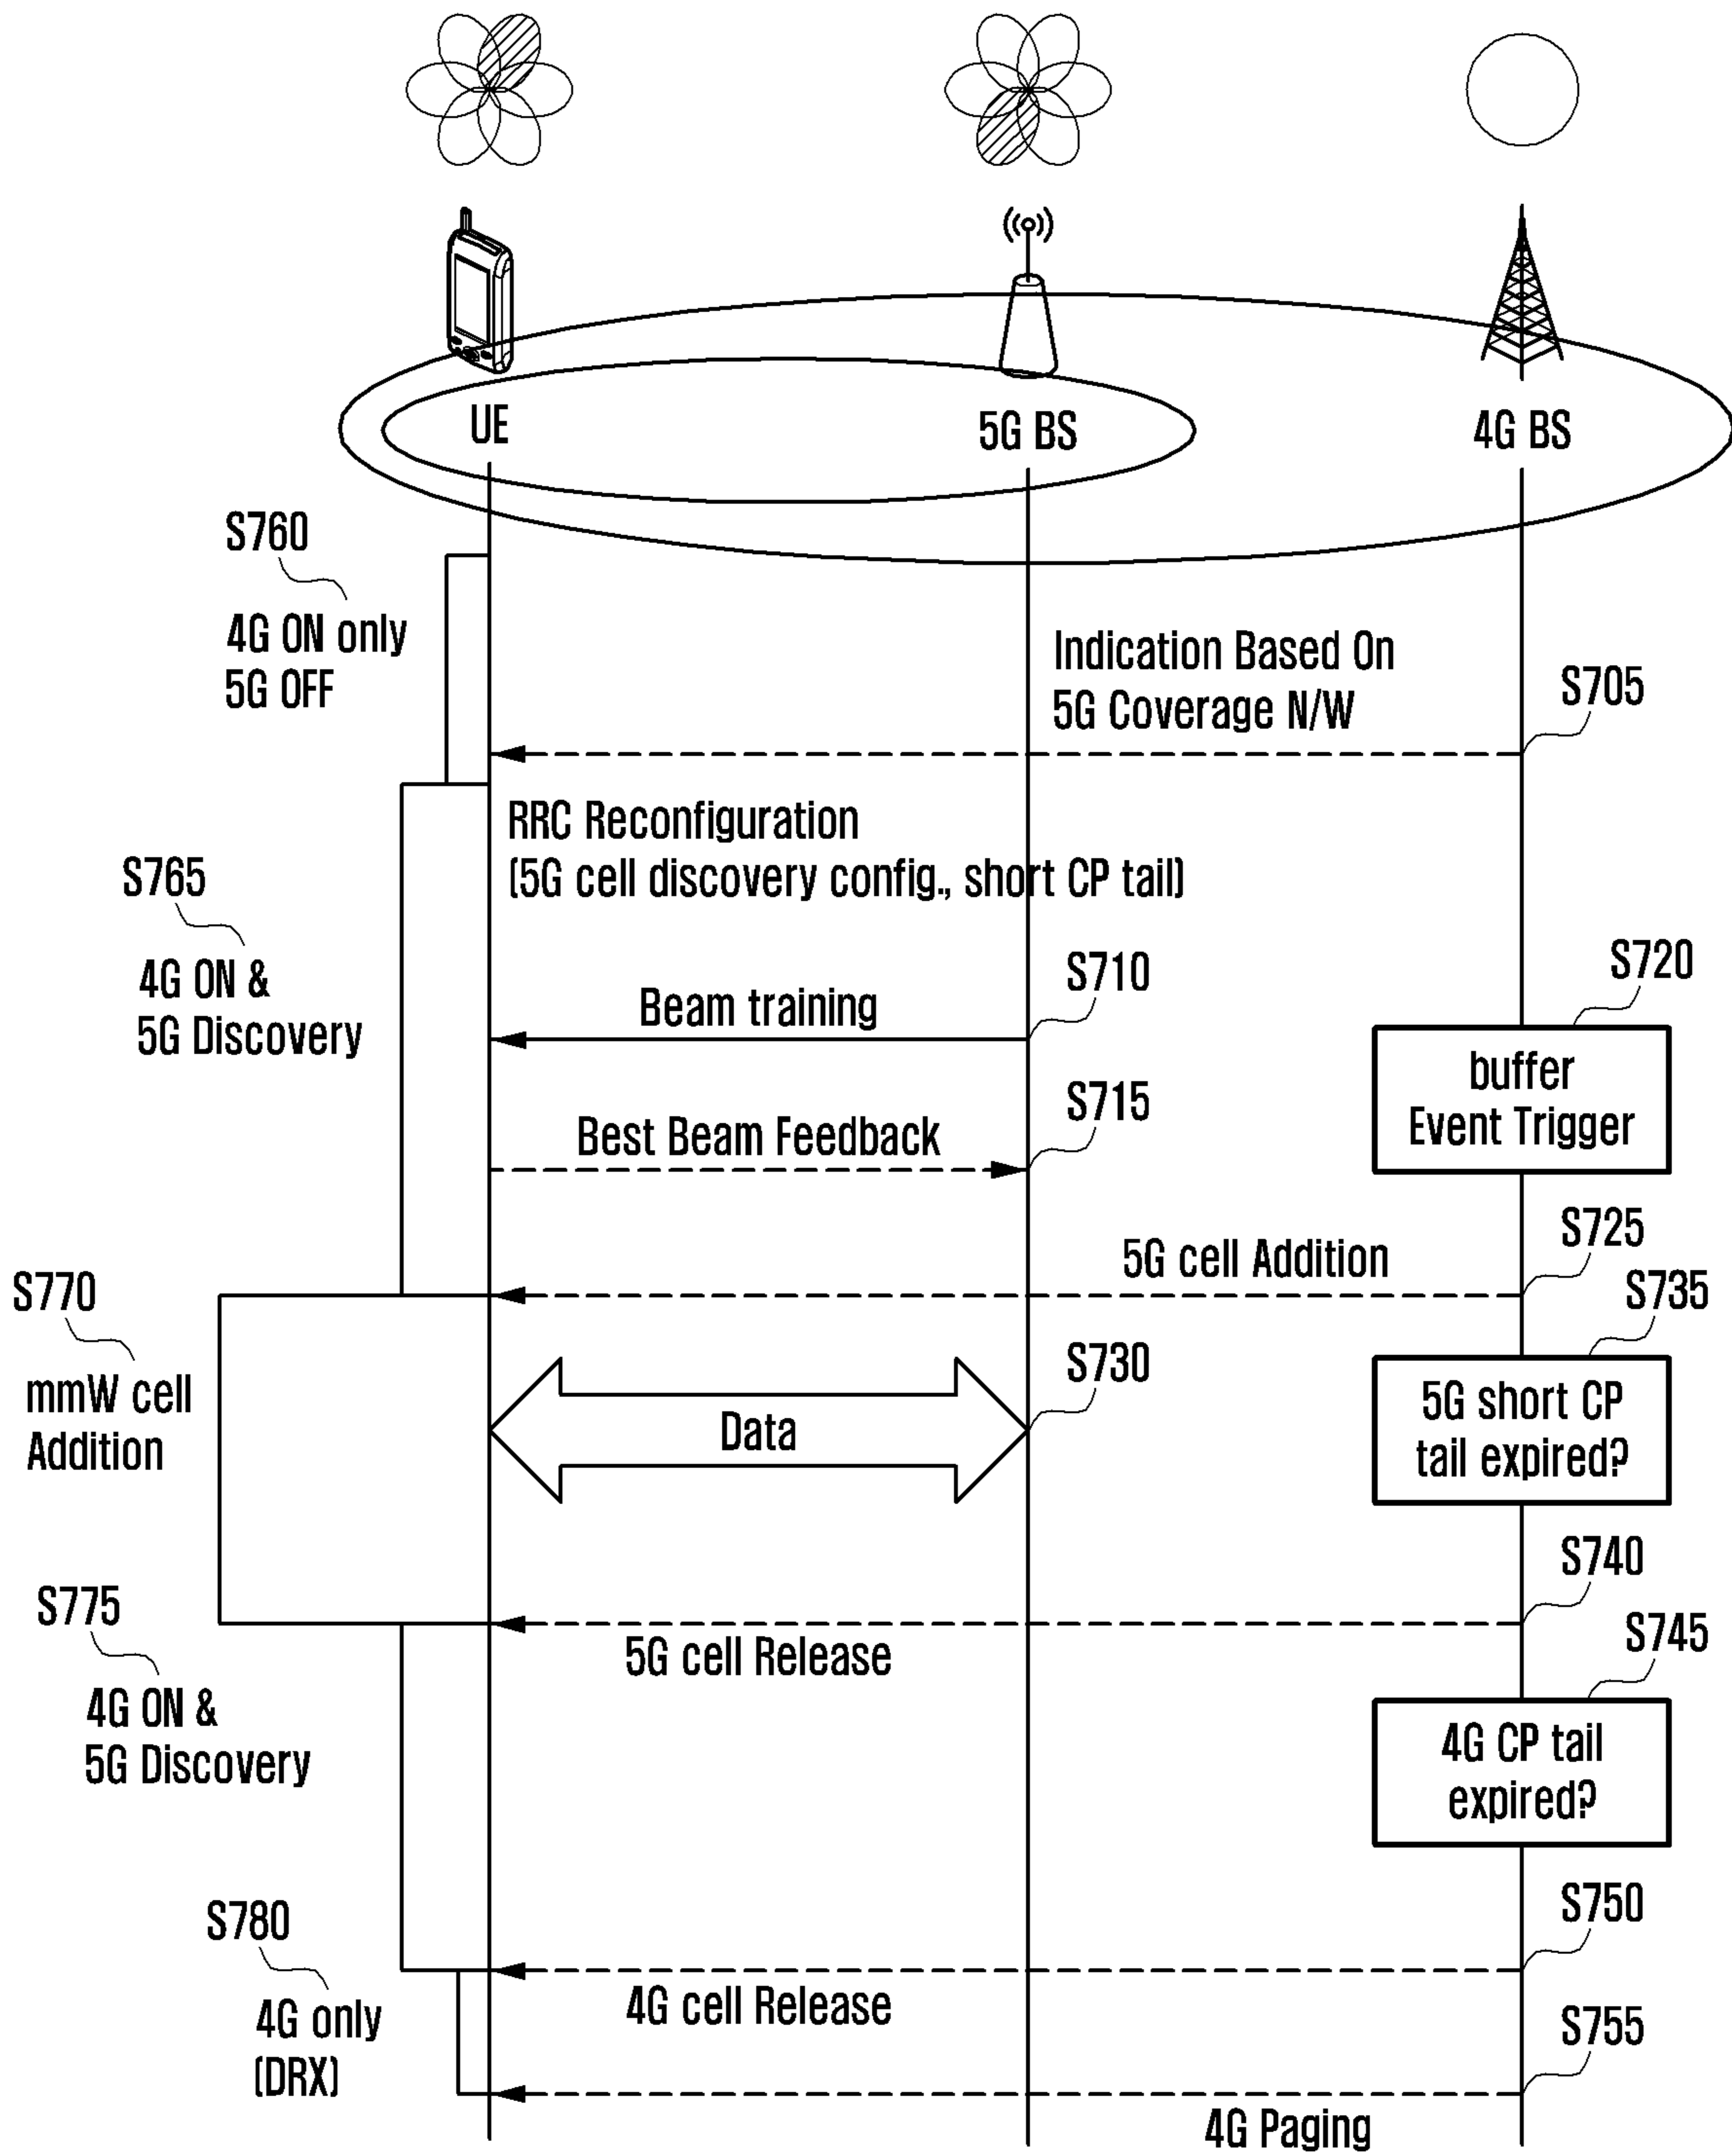 UE
5G BS
4G BS
S760
4G ON only
5G OFF
Indication Based On
5G Coverage N/W
S705
RRC Reconfiguration
(5G cell discovery config., short CP tail)
S765
4G ON &
5G Discovery
S710
Beam training
S720
buffer
Event Trigger
S715
Best Beam Feedback
S725
5G cell Addition
S770
mmW cell
Addition
S735
5G short CP
tail expired?
S730
Data
S740
5G cell Release
S775
4G ON &
5G Discovery
S745
4G CP tail
expired?
S750
4G cell Release
S780
4G only
(DRX)
S755
4G Paging